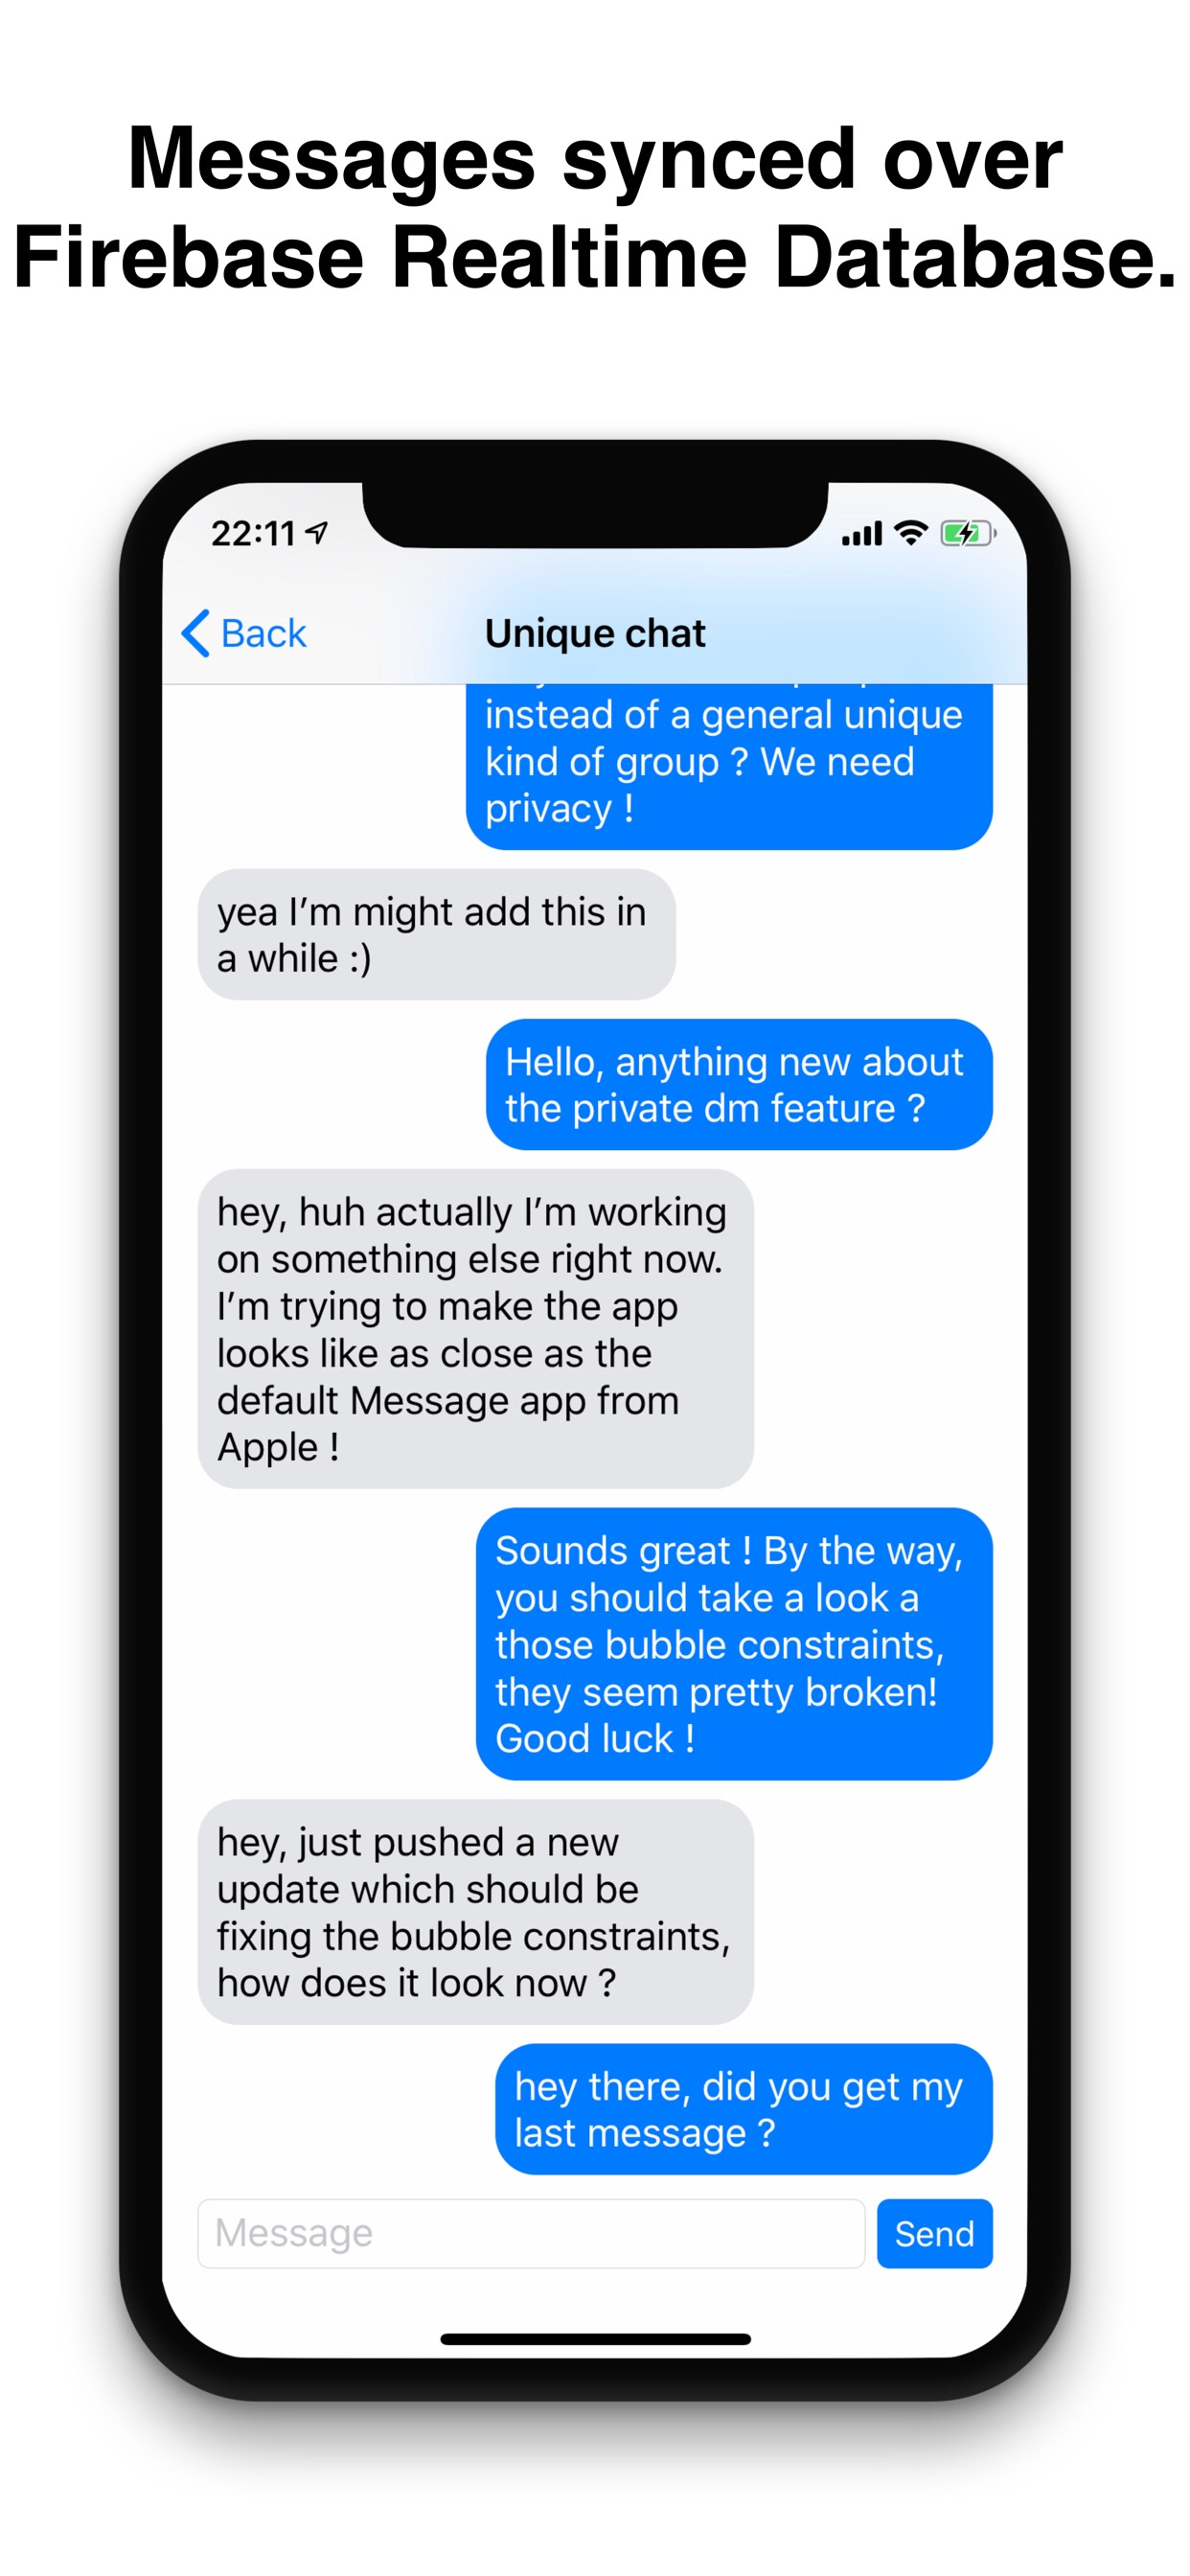 Messages synced over
Firebase Realtime Database.
22:11
Back
Unique chat
instead of a general unique
kind of group ? We need
privacy !
yea I’m might add this in
a while :)
Hello, anything new about
the private dm feature ?
hey, huh actually I’m working
on something else right now.
I’m trying to make the app
looks like as close as the
default Message app from
Apple !
Sounds great ! By the way,
you should take a look a
those bubble constraints,
they seem pretty broken!
Good luck !
hey, just pushed a new
update which should be
fixing the bubble constraints,
how does it look now ?
hey there, did you get my
last message ?
Message
Send